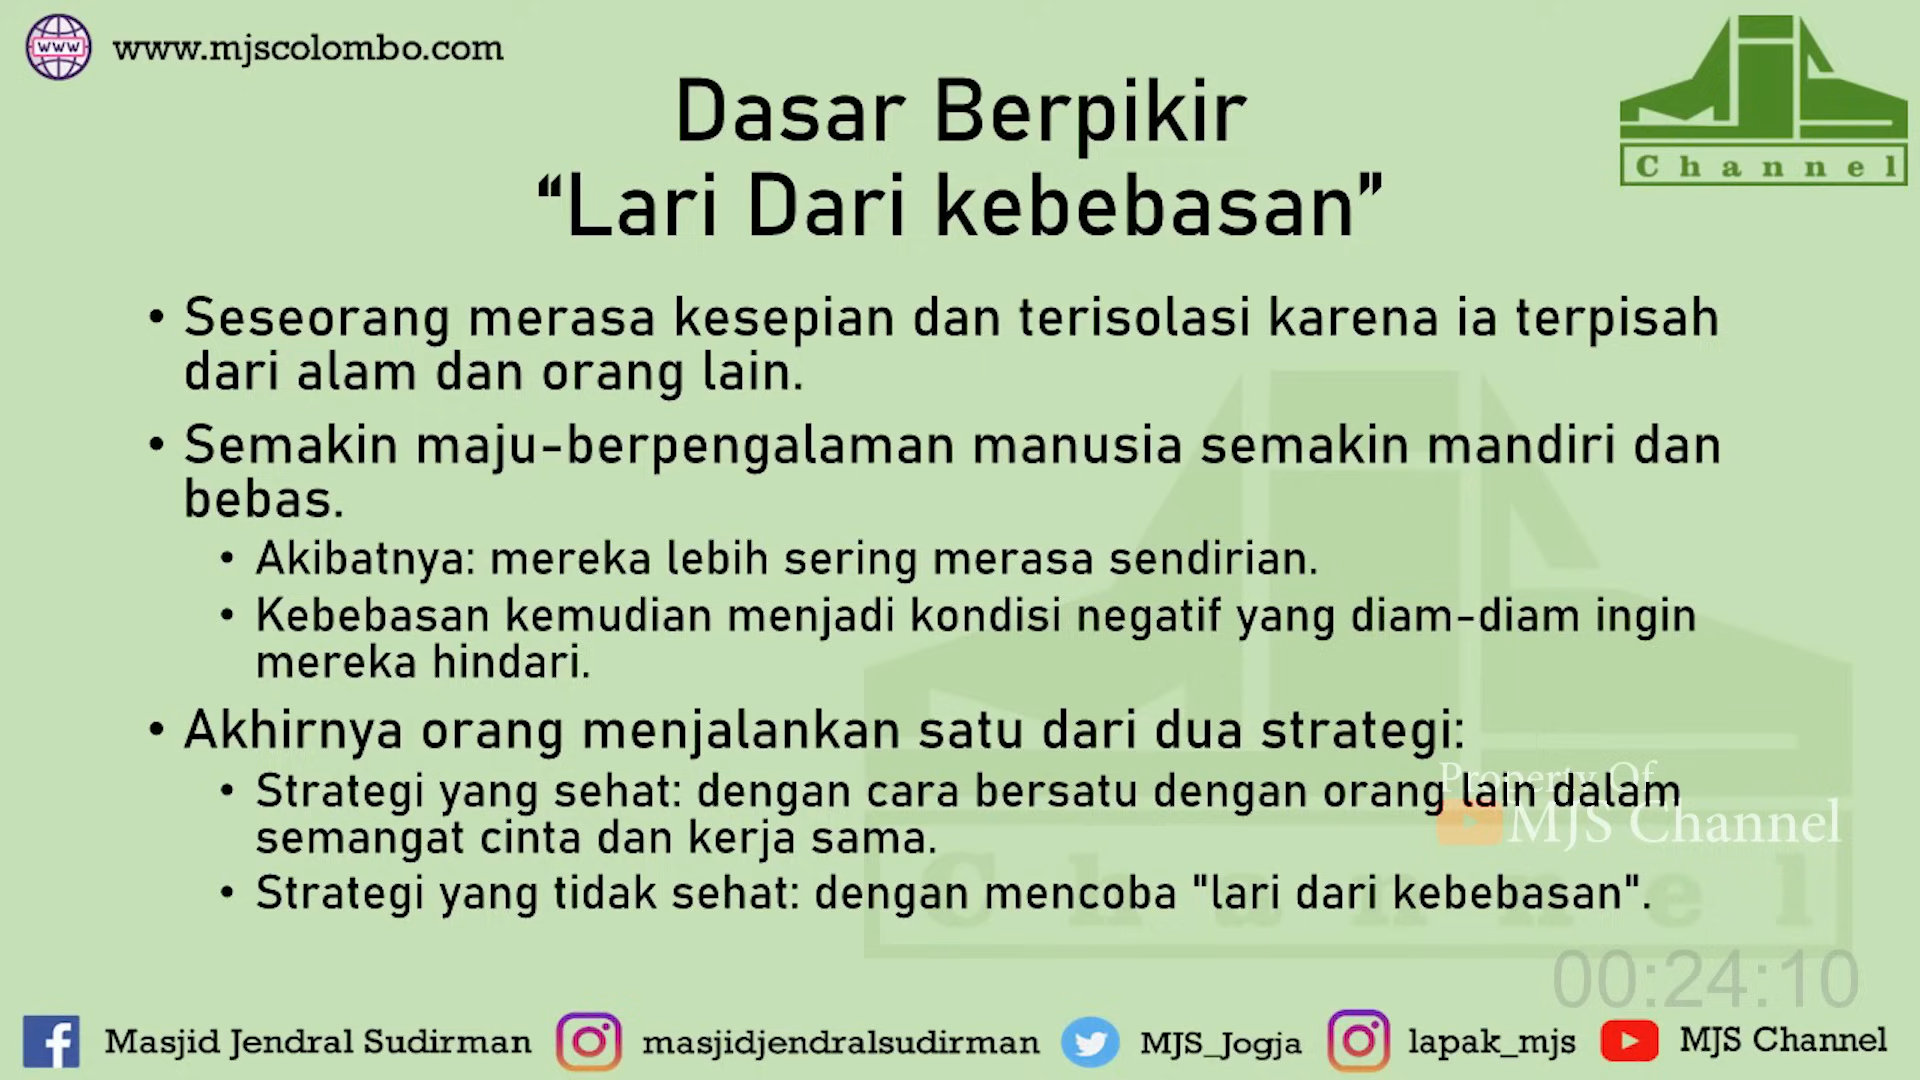 www
www.mjscolombo.com
Channel
Dasar Berpikir
“Lari Dari kebebasan”
• Seseorang merasa kesepian dan terisolasi karena ia terpisah
dari alam dan orang lain.
• Semakin maju-berpengalaman manusia semakin mandiri dan
bebas.
• Akibatnya: mereka lebih sering merasa sendirian.
• Kebebasan kemudian menjadi kondisi negatif yang diam-diam ingin
mereka hindari.
• Akhirnya orang menjalankan satu dari dua strategi:
• Strategi yang sehat: dengan cara bersatu dengan orang lain dalam
semangat cinta dan kerja sama.
• Strategi yang tidak sehat: dengan mencoba "lari dari kebebasan".
Property Of
MJS Channel
Channel
00:24:10
Masjid Jendral Sudirman masjidjendralsudirman MJS_Jogja lapak_mjs MJS Channel